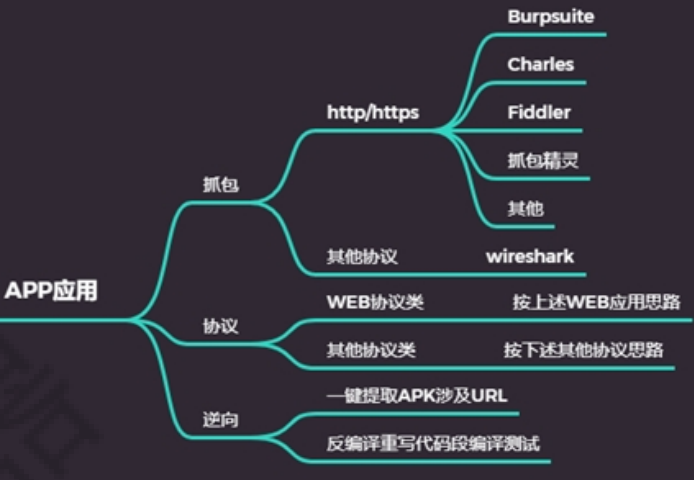 Burpsuite
Charles
http/https
Fiddler
抓包精灵
抓包
其他
其他协议 wireshark
APP应用
WEB协议类 按上述WEB应用思路
协议
其他协议类 按下述其他协议思路
一键提取APK涉及URL
逆向
反编译重写代码段编译测试